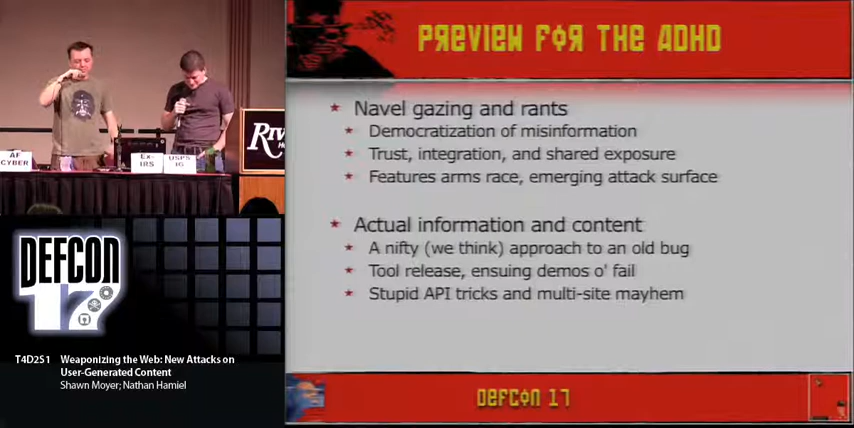 PREVIEW FOR THE ADHD
Navel gazing and rants
Democratization of misinformation
Trust, integration, and shared exposure
Features arms race, emerging attack surface
Actual information and content
A nifty (we think) approach to an old bug
Tool release, ensuing demos o' fail
Stupid API tricks and multi-site mayhem
DEFCON 17
AF
CYBER
Ex-
IRS
USPS
IG
DEFCON
17
T4D2S1 Weaponizing the Web: New Attacks on
User-Generated Content
Shawn Moyer; Nathan Hamiel